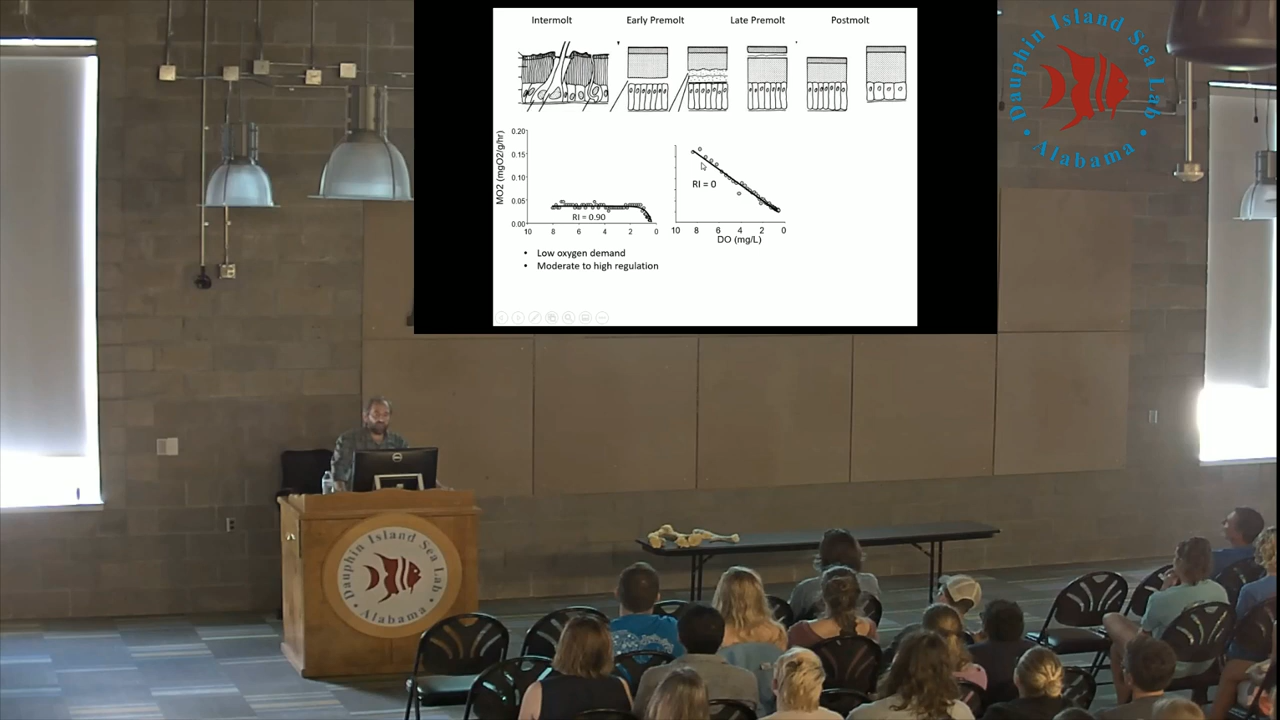 Intermolt Early Premolt Late Premolt Postmolt
MO2 (mgO2/g/hr)
0.20
0.15
0.10
0.05
0.00
10 8 6 4 2 0
RI = 0.90
RI = 0
10 8 6 4 2 0
DO (mg/L)
• Low oxygen demand
• Moderate to high regulation
Dauphin Island Sea Lab
Alabama
DELL
Dauphin Island Sea Lab
Alabama